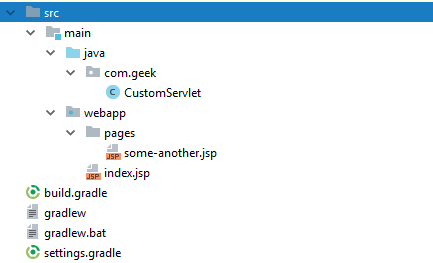 src
main
java
com.geek
C CustomServlet
webapp
pages
JSP some-another.jsp
JSP index.jsp
build.gradle
gradlew
gradlew.bat
settings.gradle